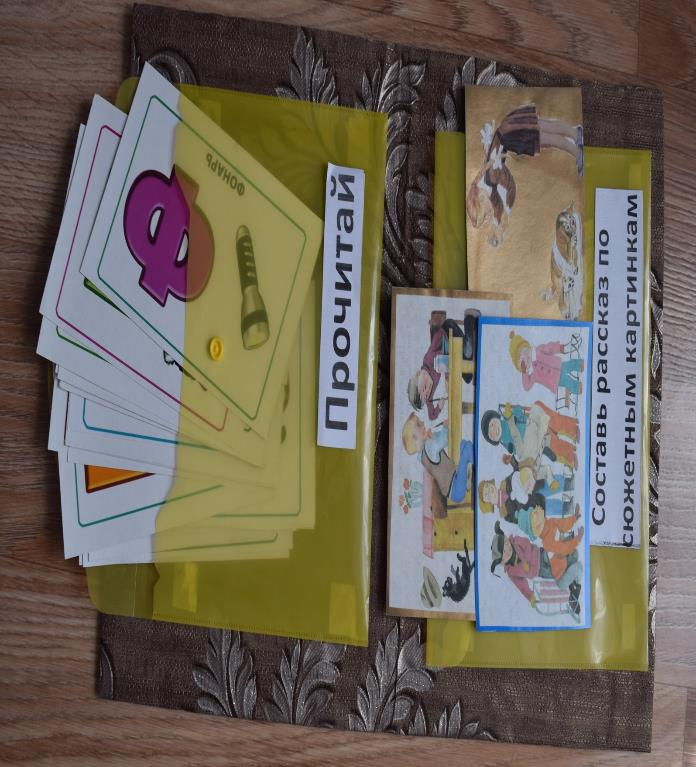 Прочитай
Ф
ФОНАРЬ
Составь рассказ по
сюжетным картинкам